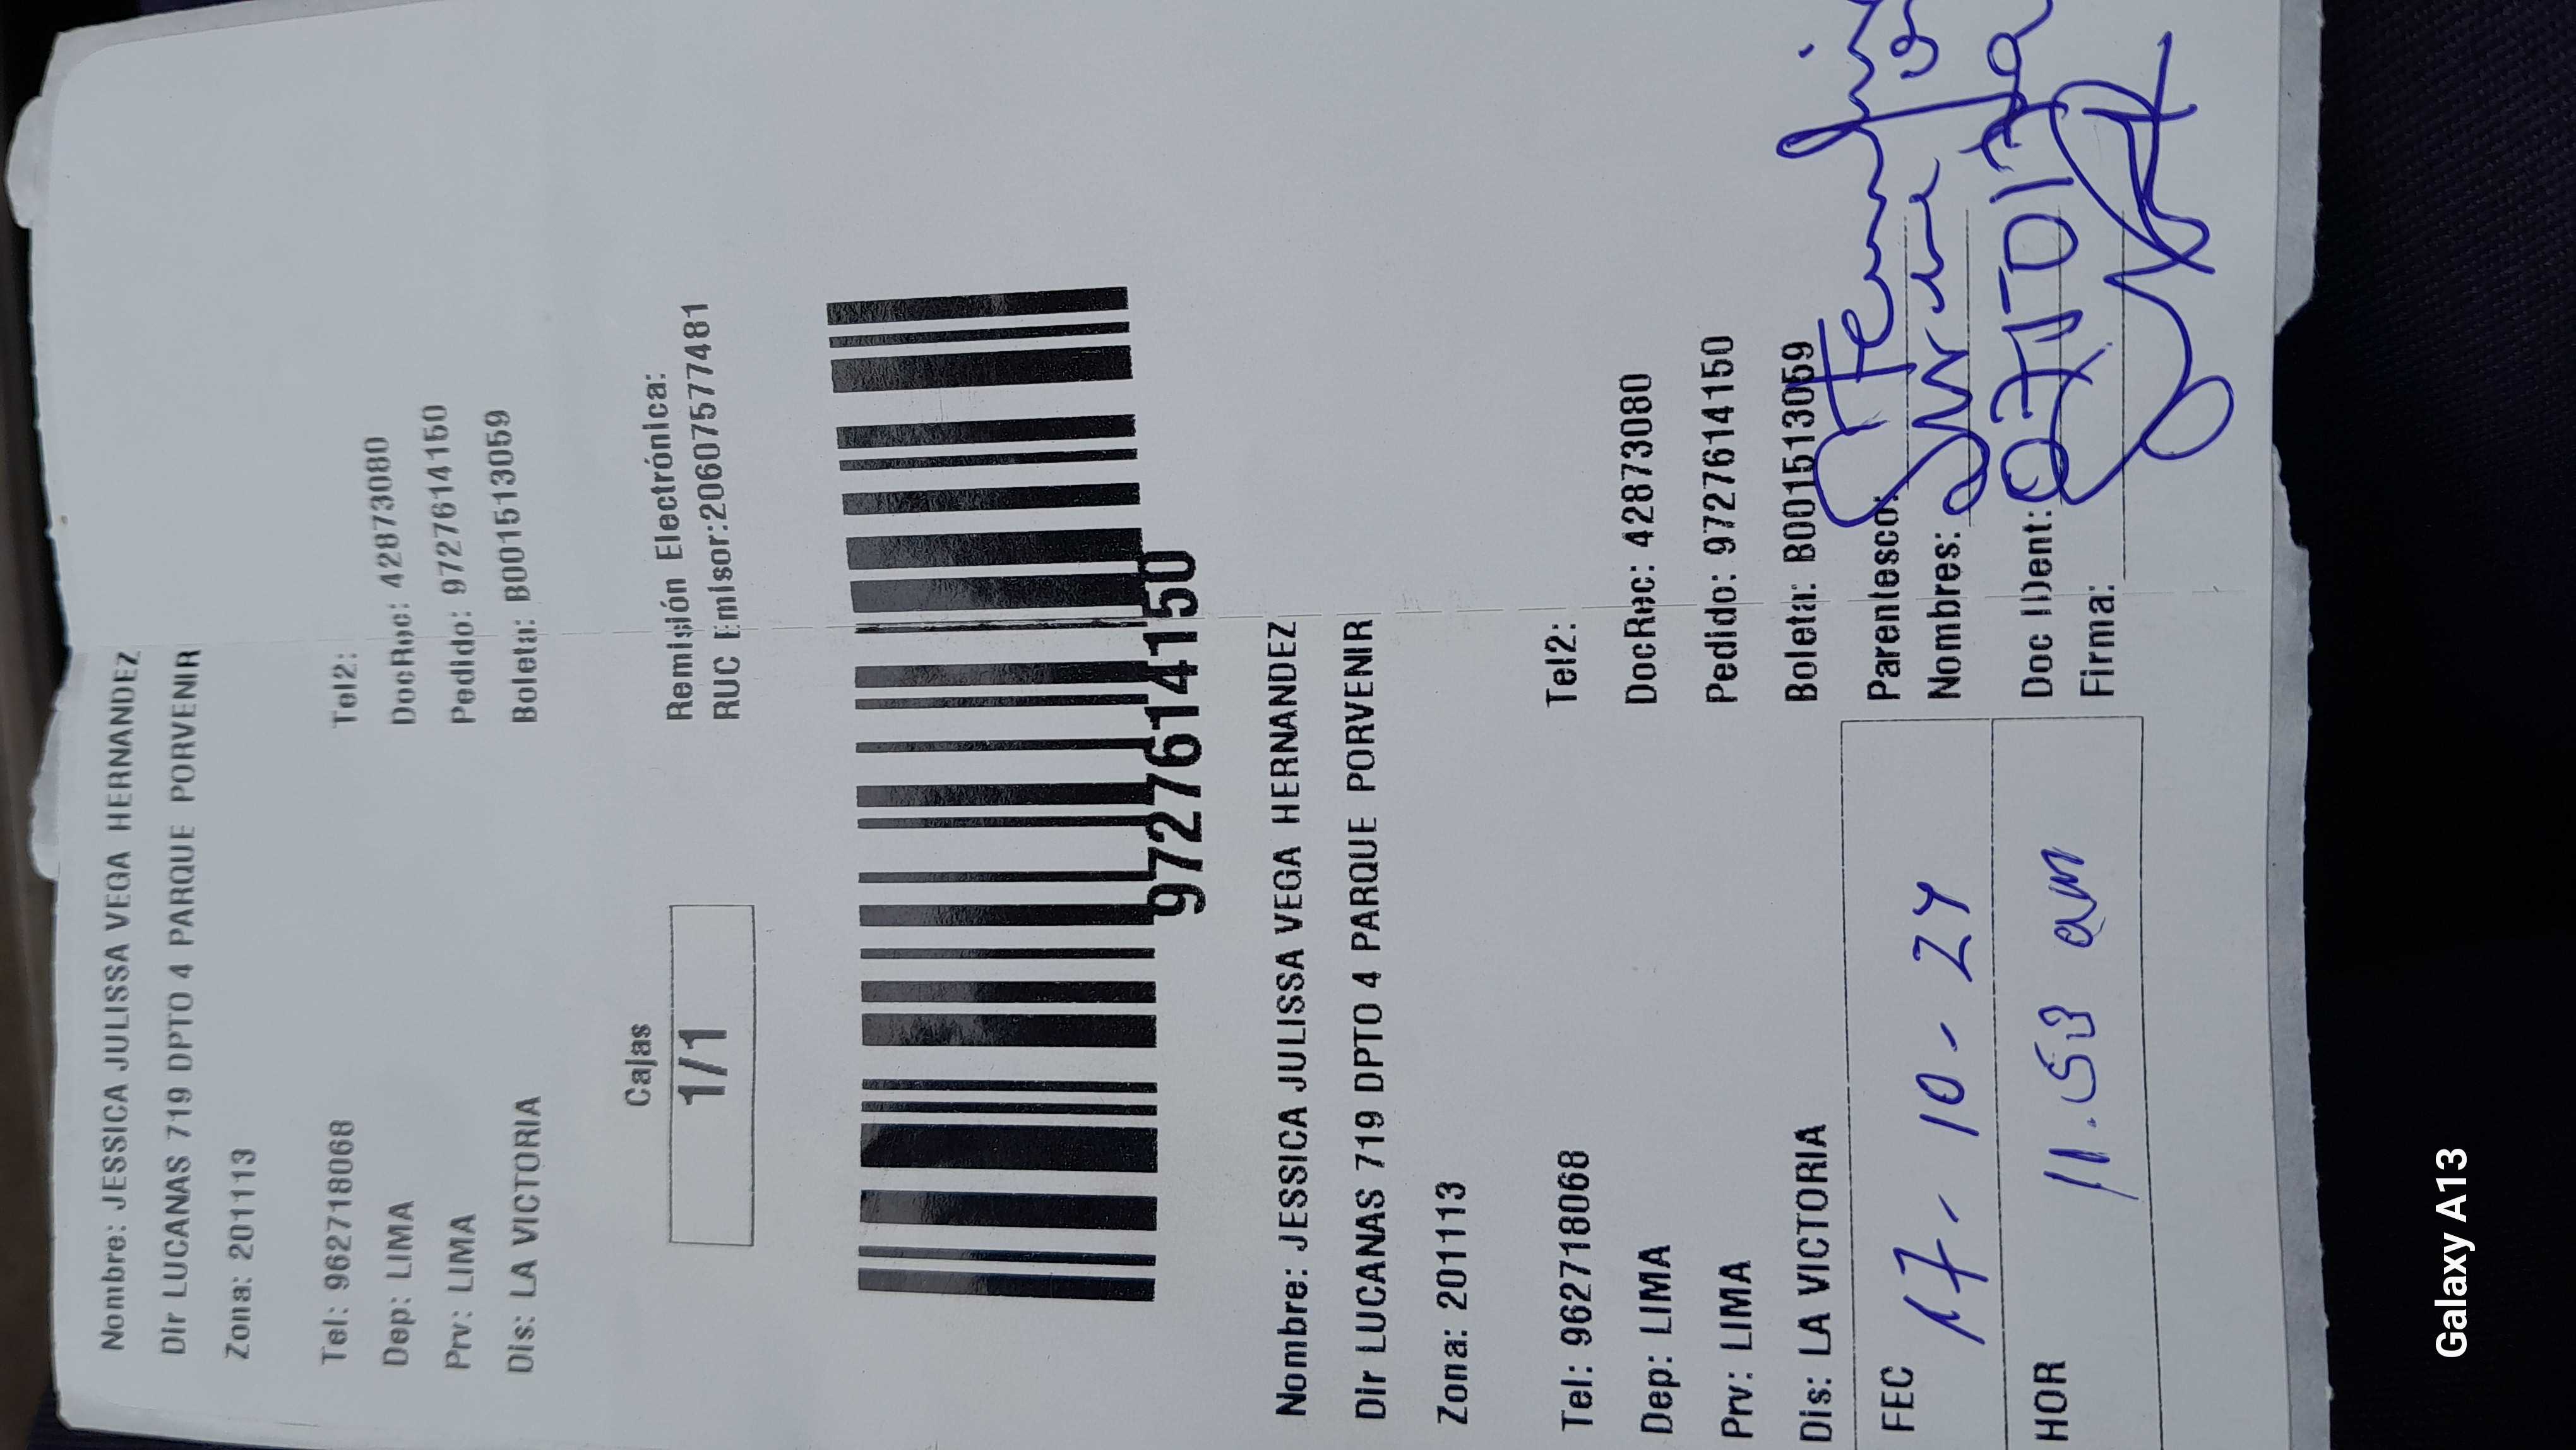 Nombre: JESSICA JULISSA VEGA HERNANDEZ
Dir LUCANAS 719 DPTO 4 PARQUE PORVENIR
Zona: 201113
Tel: 962718068 Tel2:
Dep: LIMA DocRec: 42873080
Prv: LIMA Pedido: 9727614150
Dis: LA VICTORIA Boleta: B001513059
Cajas Remisión Electrónica:
1/1 RUC Emisor:20607577481
9727614150
Nombre: JESSICA JULISSA VEGA HERNANDEZ
Dir LUCANAS 719 DPTO 4 PARQUE PORVENIR
Zona: 201113
Tel: 962718068 Tel2:
Dep: LIMA DocRec: 42873080
Prv: LIMA Pedido: 9727614150
Dis: LA VICTORIA Boleta: B001513059
FEC 17-10-24 Parentesco:
Nombres:
HOR 11.53 am Doc IDent:
Firma:
Galaxy A13